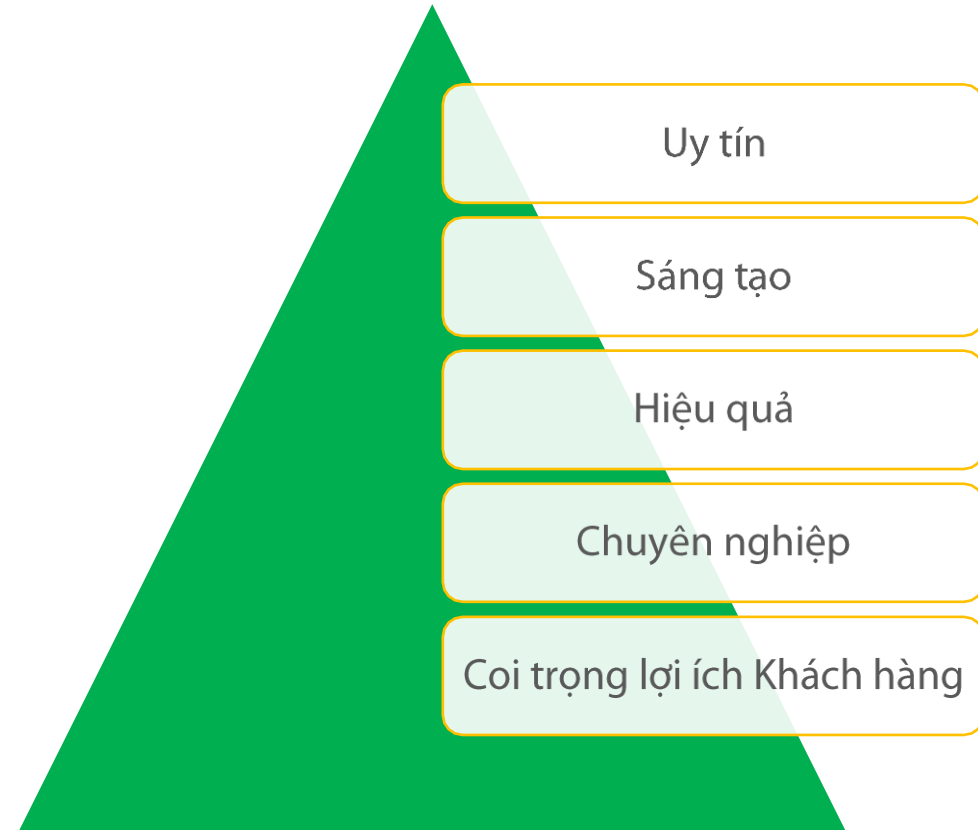 Uy tín
Sáng tạo
Hiệu quả
Chuyên nghiệp
Coi trọng lợi ích Khách hàng